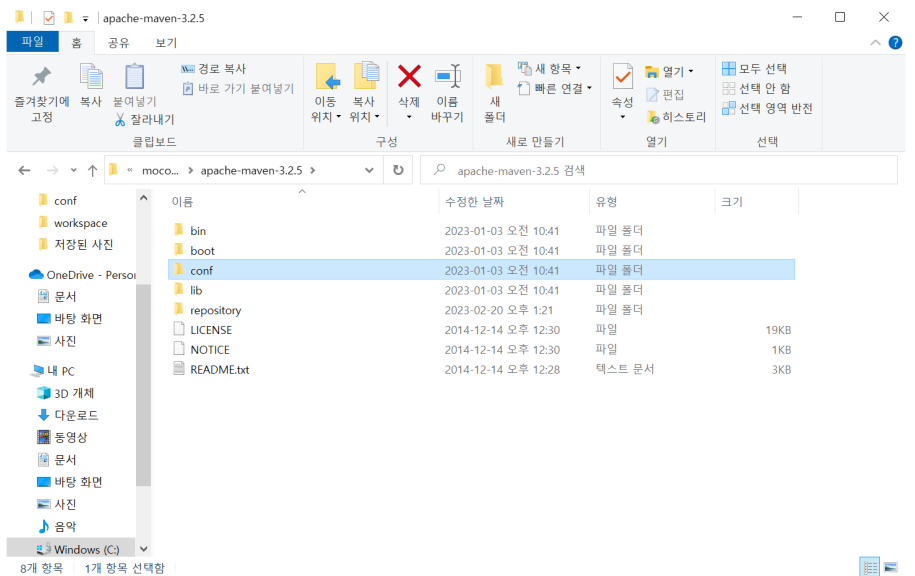 apache-maven-3.2.5
파일 홈 공유 보기
즐겨찾기에 고정
복사
붙여넣기
경로 복사
바로 가기 붙여넣기
잘라내기
클립보드
이동 위치
복사 위치
삭제
이름 바꾸기
구성
새 폴더
새 항목
빠른 연결
새로 만들기
속성
열기
편집
히스토리
열기
모두 선택
선택 안 함
선택 영역 반전
선택
« moco... > apache-maven-3.2.5 >
apache-maven-3.2.5 검색
conf
workspace
저장된 사진
OneDrive - Perso
문서
바탕 화면
사진
내 PC
3D 개체
다운로드
동영상
문서
바탕 화면
사진
음악
Windows (C:)
이름 수정한 날짜 유형 크기
bin 2023-01-03 오전 10:41 파일 폴더
boot 2023-01-03 오전 10:41 파일 폴더
conf 2023-01-03 오전 10:41 파일 폴더
lib 2023-01-03 오전 10:41 파일 폴더
repository 2023-02-20 오후 1:21 파일 폴더
LICENSE 2014-12-14 오후 12:30 파일 19KB
NOTICE 2014-12-14 오후 12:30 파일 1KB
README.txt 2014-12-14 오후 12:28 텍스트 문서 3KB
8개 항목 1개 항목 선택함